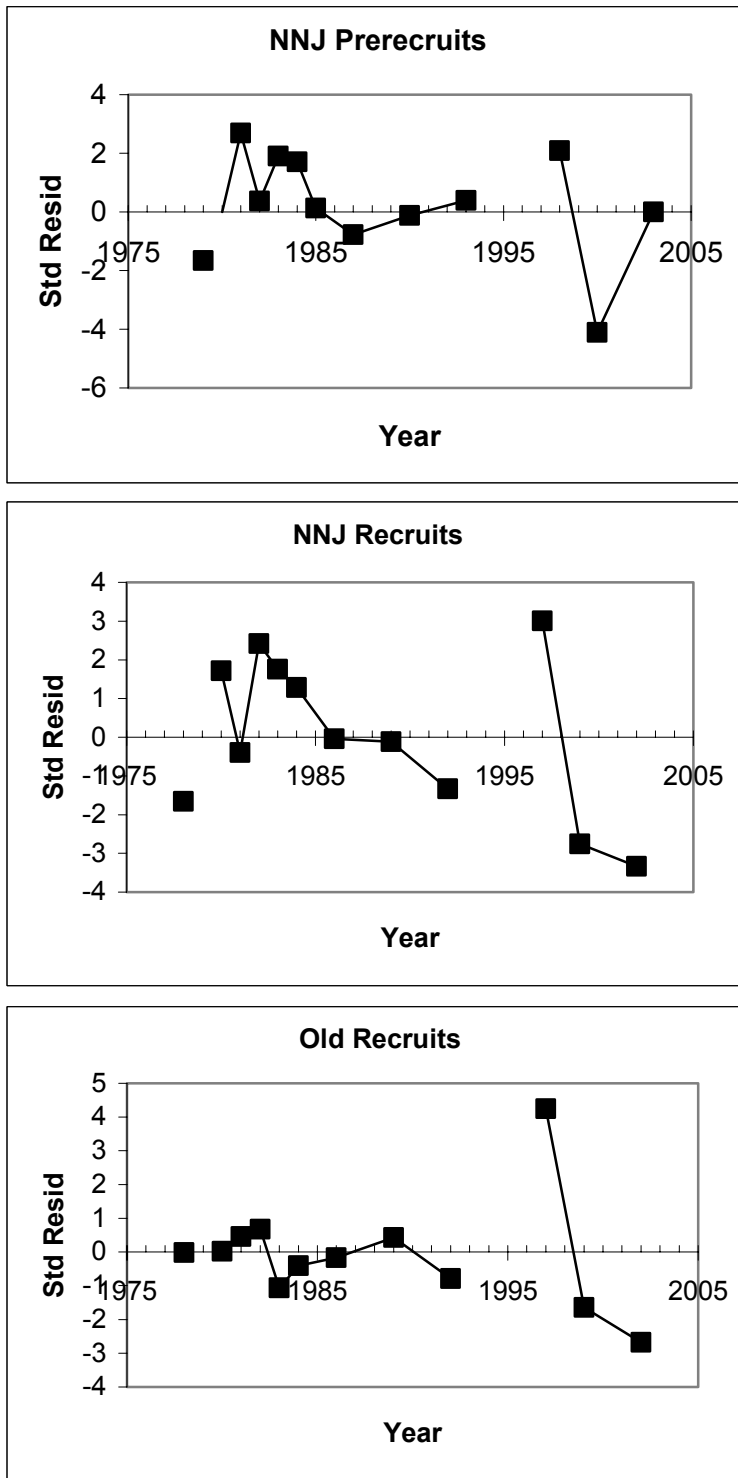 NNJ Prerecruits
4
2
0
-2
-4
-6
1975 1985 1995 2005
Std Resid
Year
NNJ Recruits
4
3
2
1
0
-1
-2
-3
-4
1975 1985 1995 2005
Std Resid
Year
Old Recruits
5
4
3
2
1
0
-1
-2
-3
-4
1975 1985 1995 2005
Std Resid
Year